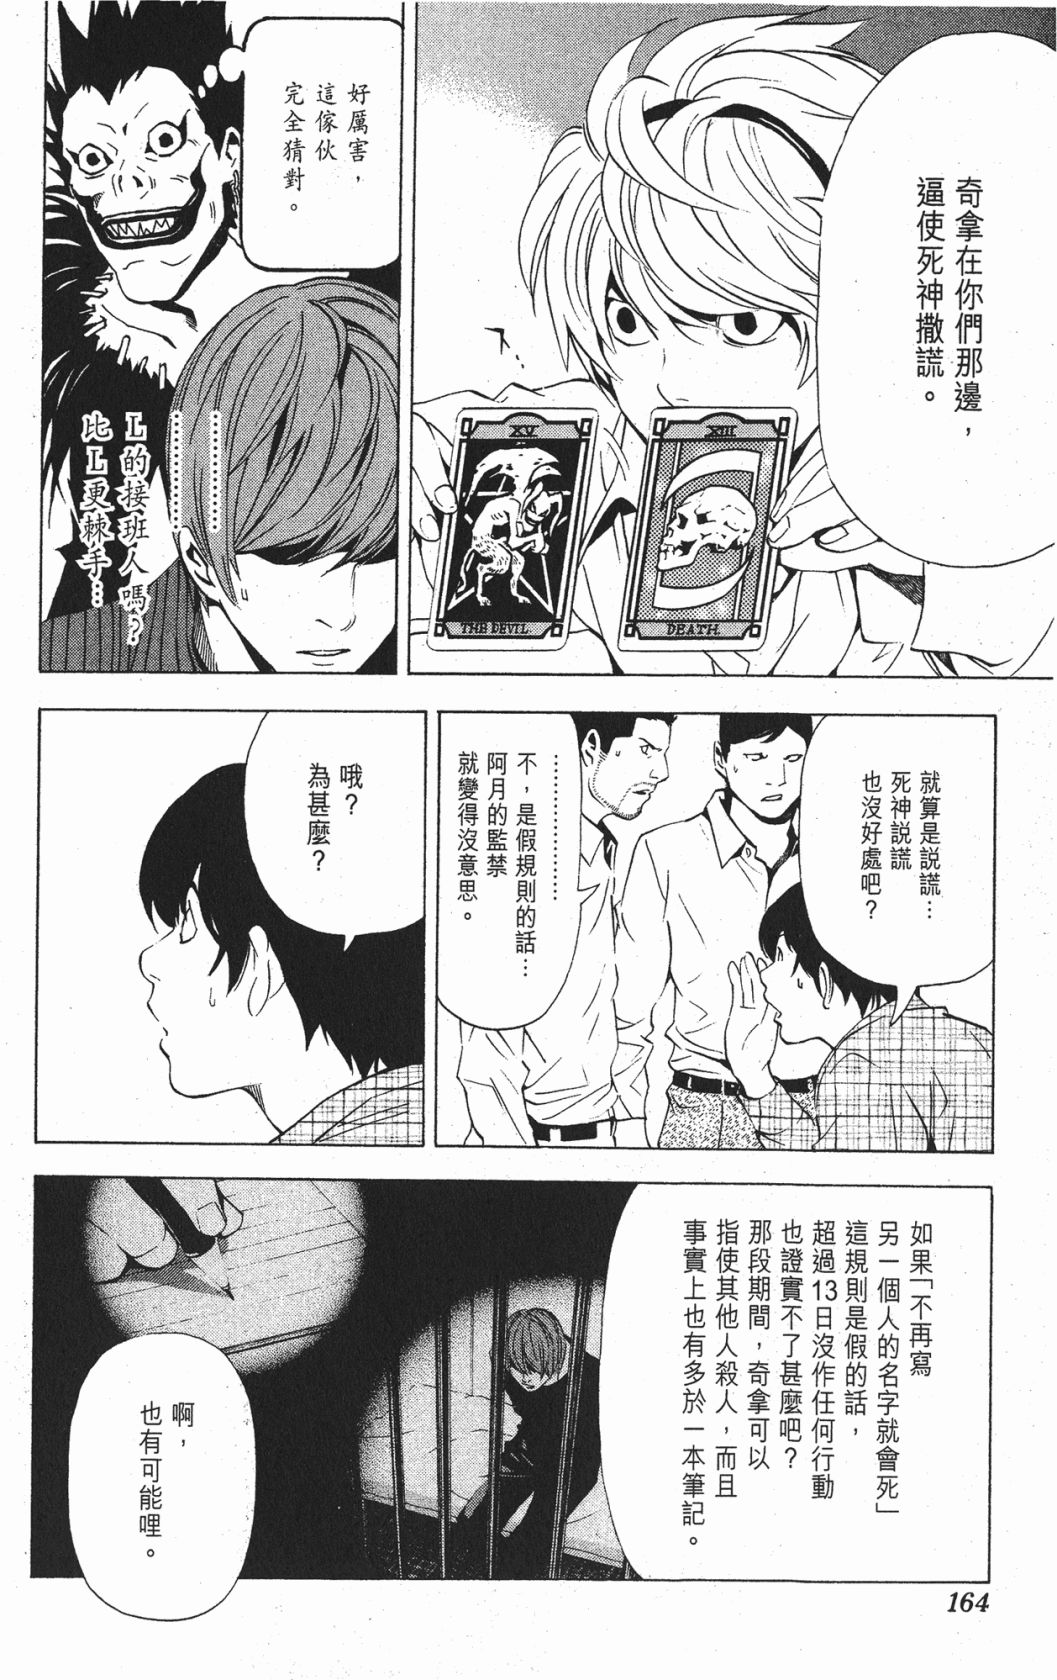 奇拿在你們那邊，
逼使死神撒謊。
XV
THE DEVIL
XIII
DEATH
好厲害，
這傢伙
完全猜對。
…………
…………
L的接班人嗎？
比L更棘手…
就算是説謊…
死神説謊
也沒好處吧？
……………
不，是假規則的話…
阿月的監禁
就變得沒意思。
哦？
為甚麼？
如果「不再寫
另一個人的名字就會死」
這規則是假的話，
超過13日沒作任何行動
也證實不了甚麼吧？
那段期間，奇拿可以
指使其他人殺人，而且
事實上也有多於一本筆記。
啊，
也有可能哩。
164